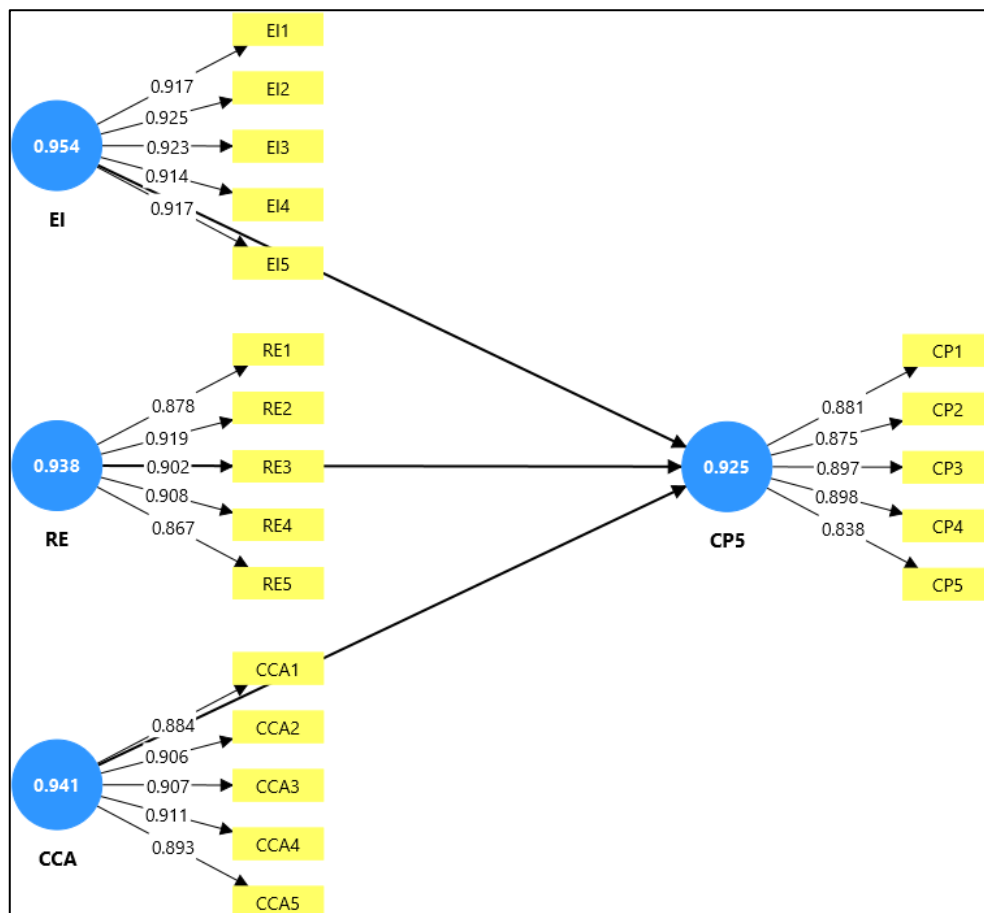 EI1
0.917
EI2
0.925
0.954
0.923
EI3
0.914
EI4
0.917
EI
EI5
RE1
0.878
RE2
0.919
0.938
0.902
RE3
0.908
RE4
0.867
RE
RE5
CP1
0.881
CP2
0.875
0.925
0.897
CP3
0.898
CP4
0.838
CP5
CP5
CCA1
0.884
CCA2
0.906
0.941
0.907
CCA3
0.911
CCA4
0.893
CCA
CCA5